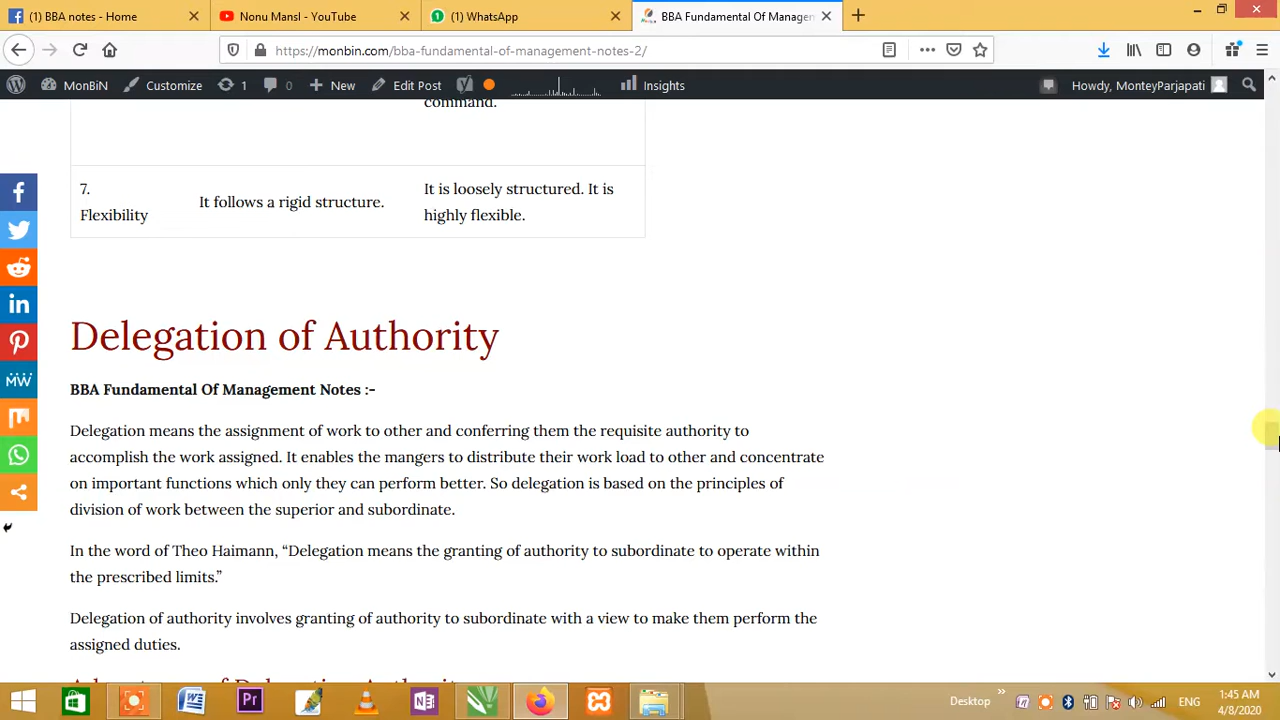 (1) BBA notes - Home
Nonu Mansl - YouTube
(1) WhatsApp
BBA Fundamental Of Managemen
https://monbin.com/bba-fundamental-of-management-notes-2/
MonBiN
Customize
1
0
New
Edit Post
Insights
Howdy, MonteyParjapati
command.
7.
Flexibility
It follows a rigid structure.
It is loosely structured. It is
highly flexible.
Delegation of Authority
BBA Fundamental Of Management Notes :-
Delegation means the assignment of work to other and conferring them the requisite authority to
accomplish the work assigned. It enables the mangers to distribute their work load to other and concentrate
on important functions which only they can perform better. So delegation is based on the principles of
division of work between the superior and subordinate.
In the word of Theo Haimann, “Delegation means the granting of authority to subordinate to operate within
the prescribed limits.”
Delegation of authority involves granting of authority to subordinate with a view to make them perform the
assigned duties.
MW
Desktop
ENG
1:45 AM
4/8/2020